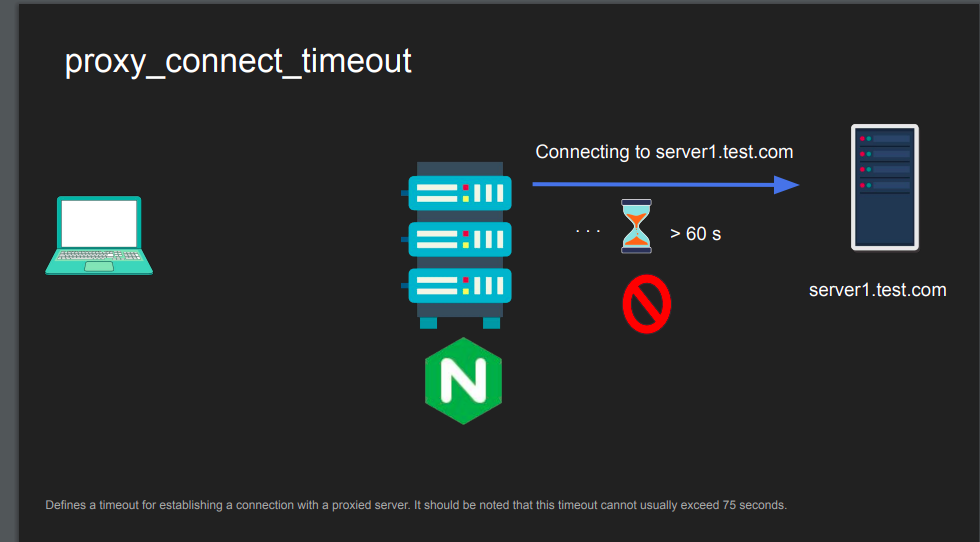 proxy_connect_timeout
Connecting to server1.test.com
. . .
> 60 s
server1.test.com
N
Defines a timeout for establishing a connection with a proxied server. It should be noted that this timeout cannot usually exceed 75 seconds.